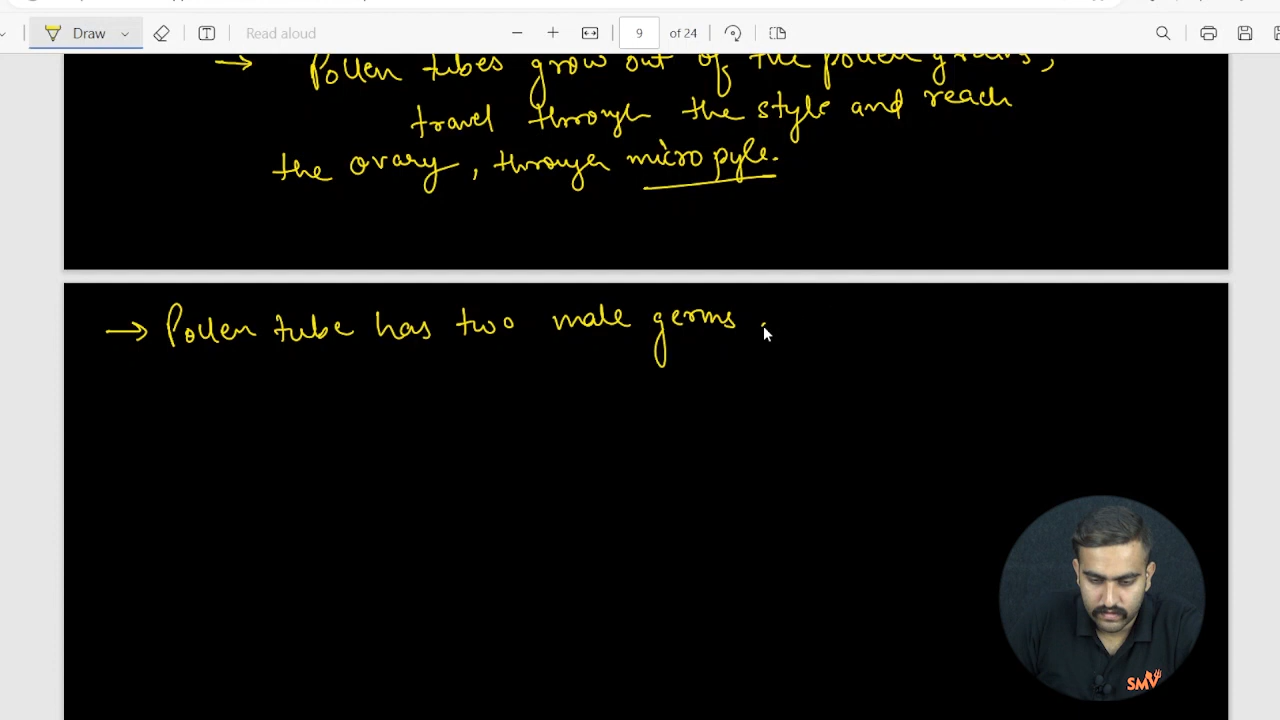 Draw
Read aloud
9 of 24
→ Pollen tubes grow out of the pollen grains,
travel through the style and reach
the ovary, through micropyle.
→ Pollen tube has two male germs
SMV